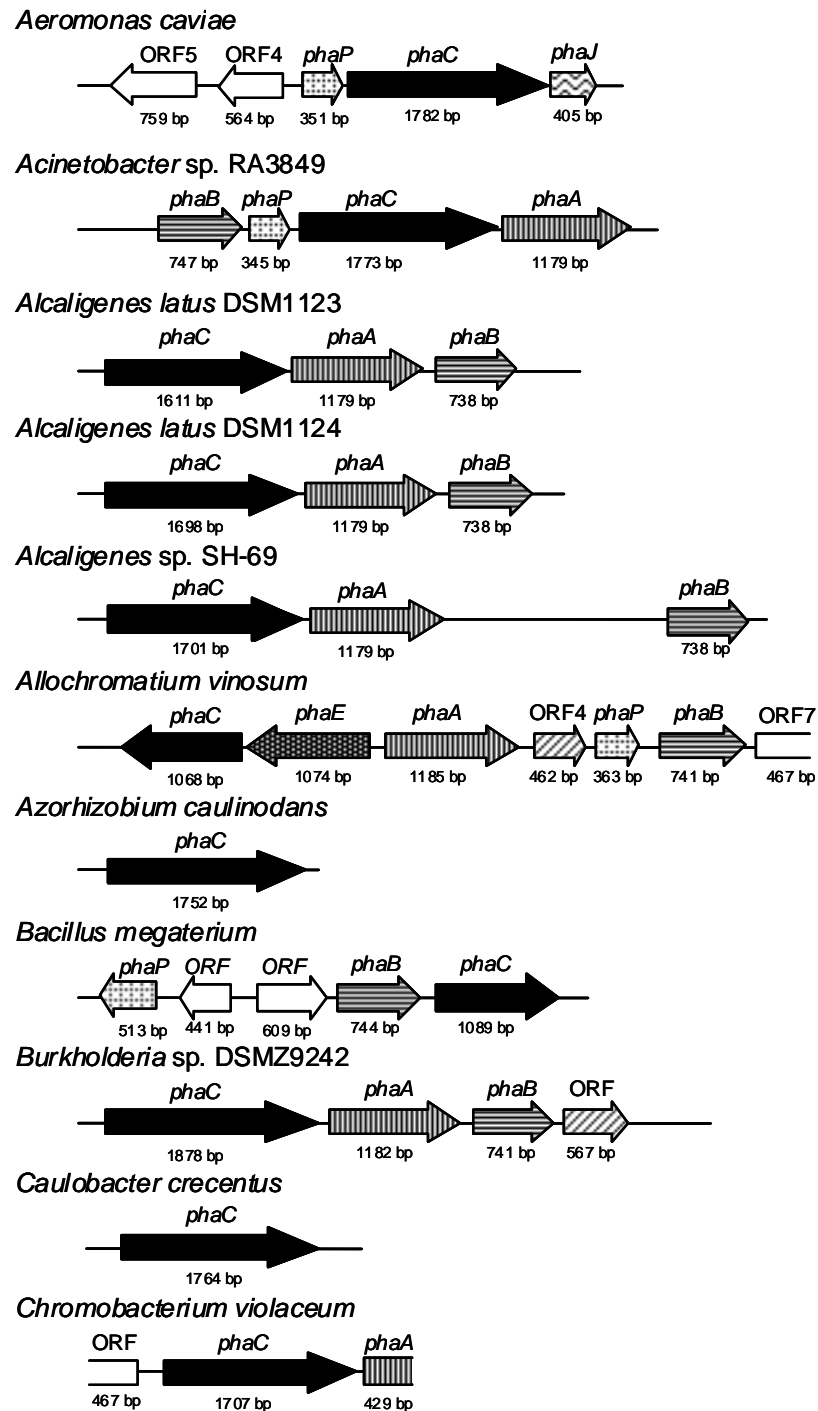 Aeromonas caviae
ORF5 ORF4 phaP phaC phaJ
759 bp 564 bp 351 bp 1782 bp 405 bp
Acinetobacter sp. RA3849
phaB phaP phaC phaA
747 bp 345 bp 1773 bp 1179 bp
Alcaligenes latus DSM1123
phaC phaA phaB
1611 bp 1179 bp 738 bp
Alcaligenes latus DSM1124
phaC phaA phaB
1698 bp 1179 bp 738 bp
Alcaligenes sp. SH-69
phaC phaA phaB
1701 bp 1179 bp 738 bp
Allochromatium vinosum
phaC phaE phaA ORF4 phaP phaB ORF7
1068 bp 1074 bp 1185 bp 462 bp 363 bp 741 bp 467 bp
Azorhizobium caulinodans
phaC
1752 bp
Bacillus megaterium
phaP ORF ORF phaB phaC
513 bp 441 bp 609 bp 744 bp 1089 bp
Burkholderia sp. DSMZ9242
phaC phaA phaB ORF
1878 bp 1182 bp 741 bp 567 bp
Caulobacter crecentus
phaC
1764 bp
Chromobacterium violaceum
ORF phaC phaA
467 bp 1707 bp 429 bp